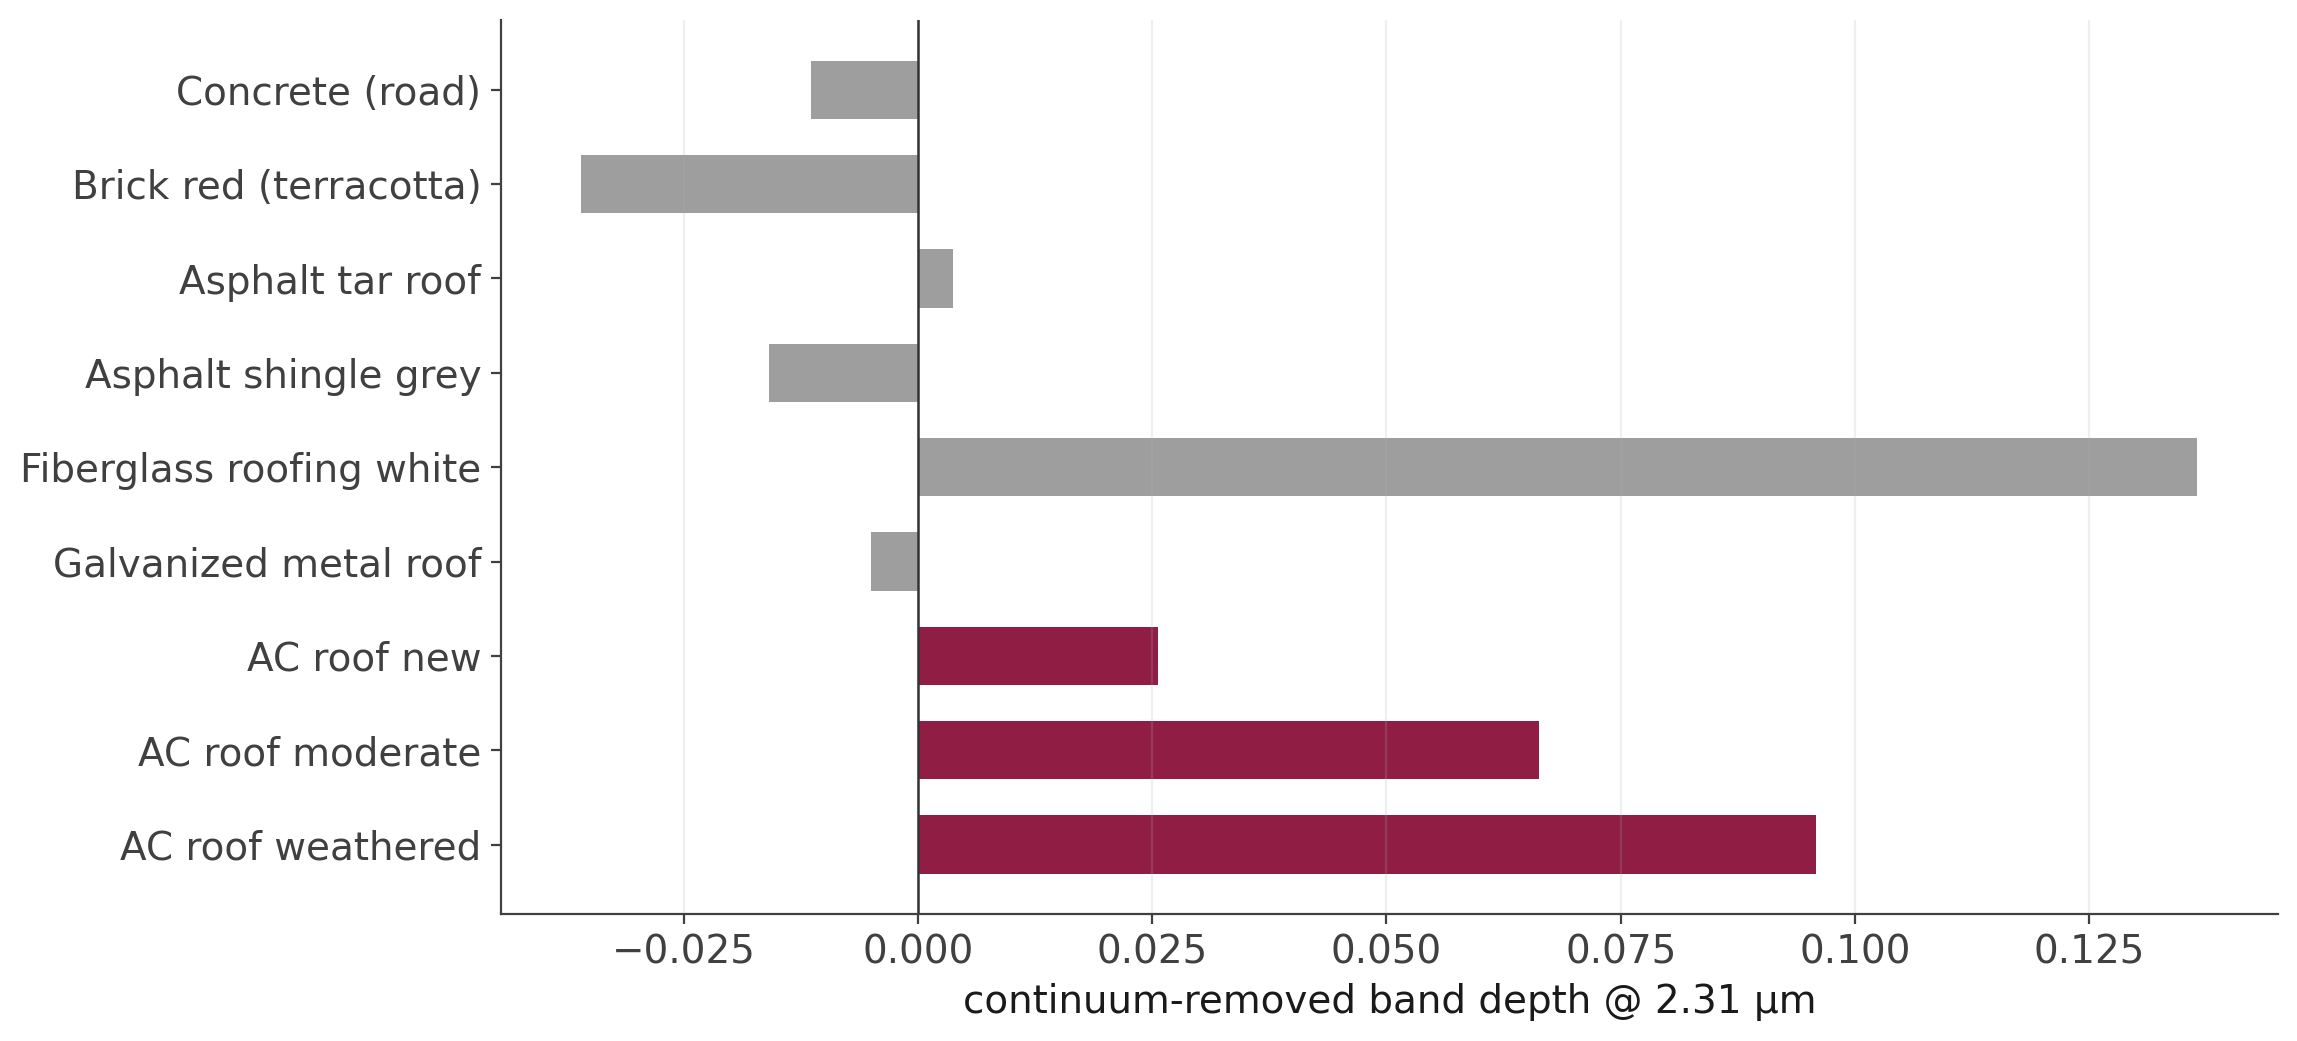 Concrete (road)
Brick red (terracotta)
Asphalt tar roof
Asphalt shingle grey
Fiberglass roofing white
Galvanized metal roof
AC roof new
AC roof moderate
AC roof weathered
−0.025 0.000 0.025 0.050 0.075 0.100 0.125
continuum-removed band depth @ 2.31 µm